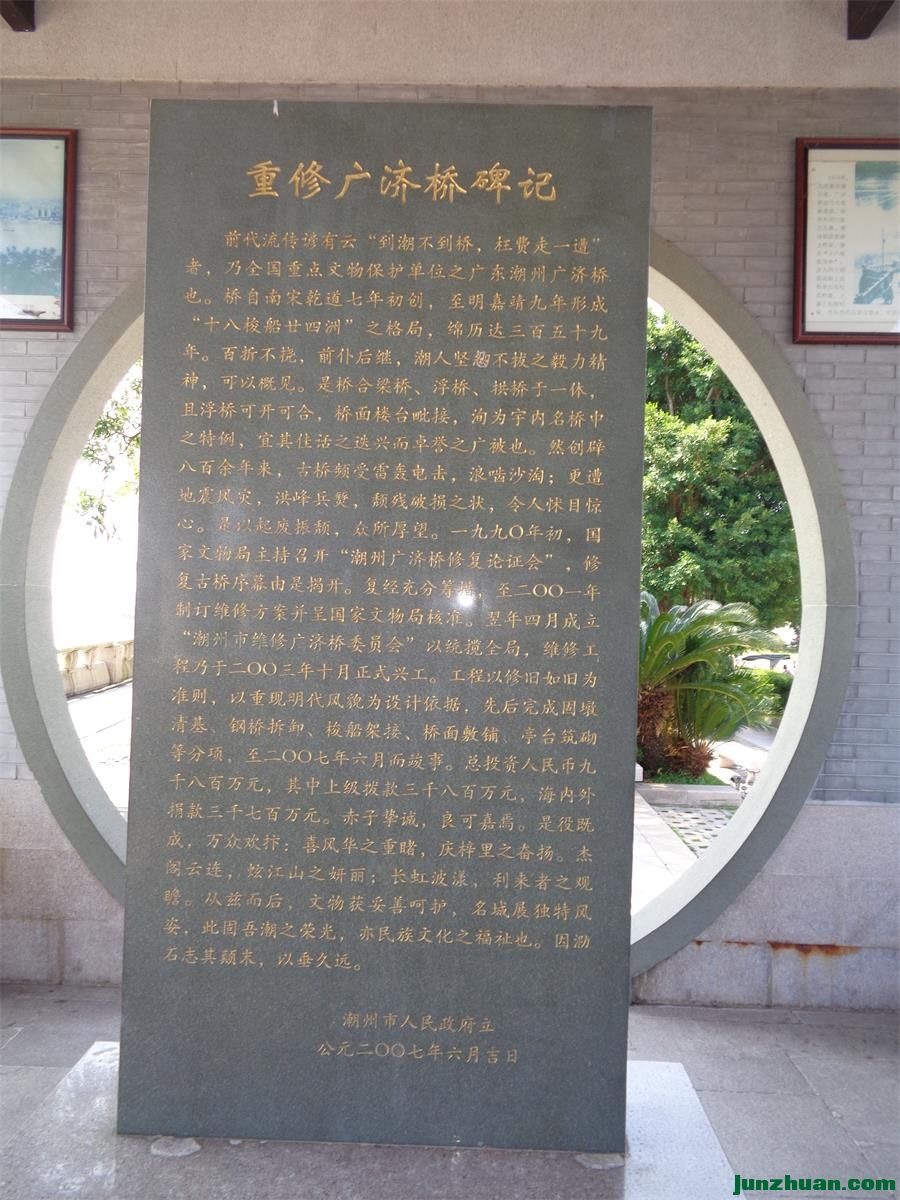 重修广济桥碑记
前代流传谚有云“到潮不到桥，枉费走一遭”
者，乃全国重点文物保护单位之广东潮州广济桥
也。桥自南宋乾道七年初创，至明嘉靖九年形成
“十八梭船廿四洲”之格局，绵历达三百五十九
年。百折不挠，前仆后继，潮人坚韧不拔之毅力精
神，可以概见。是桥合梁桥、浮桥、拱桥于一体，
且浮桥可开可合，桥面楼台毗接，洵为宇内名桥中
之特例，宜其佳话之迭兴而卓誉之广被也。然创辟
八百余年来，古桥频受雷轰电击，浪啮沙淘；更遭
地震风灾，洪峰兵燹，颓残破损之状，令人怵目惊
心。是以起废振颓，众所厚望。一九九〇年初，国
家文物局主持召开“潮州广济桥修复论证会”，修
复古桥序幕由是揭开。复经充分筹措，至二〇〇一年
制订维修方案并呈国家文物局核准。翌年四月成立
“潮州市维修广济桥委员会”以统揽全局，维修工
程乃于二〇〇三年十月正式兴工。工程以修旧如旧为
准则，以重现明代风貌为设计依据，先后完成固墩
清基、钢桥拆卸、梭船架接、桥面敷铺、亭台筑砌
等分项，至二〇〇七年六月而竣事。总投资人民币九
千八百万元，其中上级拨款三千八百万元，海内外
捐款三千七百万元。赤子挚诚，良可嘉焉。是役既
成，万众欢抃：喜风华之重睹，庆梓里之奋扬。杰
阁云连，炫江山之妍丽；长虹波漾，利来者之观
瞻。从兹而后，文物获妥善呵护，名城展独特风
姿，此固吾潮之荣光，亦民族文化之福祉也。因泐
石志其颠末，以垂久远。
潮州市人民政府立
公元二〇〇七年六月吉日
junzhuan.com